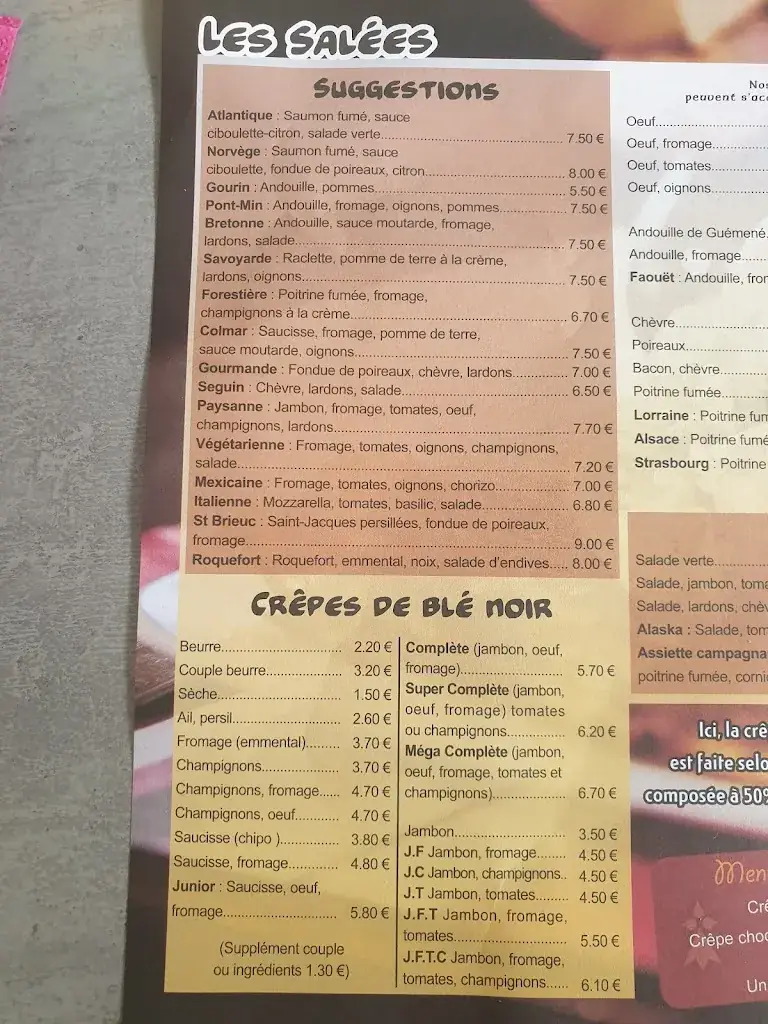 LES SALÉES
SUGGESTIONS
Atlantique : Saumon fumé, sauce
ciboulette-citron, salade verte 7.50 €
Norvège : Saumon fumé, sauce
ciboulette, fondue de poireaux, citron 8.00 €
Gourin : Andouille, pommes 5.50 €
Pont-Min : Andouille, fromage, oignons, pommes 7.50 €
Bretonne : Andouille, sauce moutarde, fromage,
lardons, salade 7.50 €
Savoyarde : Raclette, pomme de terre à la crème,
lardons, oignons 7.50 €
Forestière : Poitrine fumée, fromage,
champignons à la crème 6.70 €
Colmar : Saucisse, fromage, pomme de terre,
sauce moutarde, oignons 7.50 €
Gourmande : Fondue de poireaux, chèvre, lardons 7.00 €
Seguin : Chèvre, lardons, salade 6.50 €
Paysanne : Jambon, fromage, tomates, oeuf,
champignons, lardons 7.70 €
Végétarienne : Fromage, tomates, oignons, champignons,
salade 7.20 €
Mexicaine : Fromage, tomates, oignons, chorizo 7.00 €
Italienne : Mozzarella, tomates, basilic, salade 6.80 €
St Brieuc : Saint-Jacques persillées, fondue de poireaux,
fromage 9.00 €
Roquefort : Roquefort, emmental, noix, salade d'endives 8.00 €
CRÊPES DE BLÉ NOIR
Beurre 2.20 €
Couple beurre 3.20 €
Sèche 1.50 €
Ail, persil 2.60 €
Fromage (emmental) 3.70 €
Champignons 3.70 €
Champignons, fromage 4.70 €
Champignons, oeuf 4.70 €
Saucisse (chipo ) 3.80 €
Saucisse, fromage 4.80 €
Junior : Saucisse, oeuf,
fromage 5.80 €
(Supplément couple
ou ingrédients 1.30 €)
Complète (jambon, oeuf,
fromage) 5.70 €
Super Complète (jambon,
oeuf, fromage) tomates
ou champignons 6.20 €
Méga Complète (jambon,
oeuf, fromage, tomates et
champignons) 6.70 €
Jambon 3.50 €
J.F Jambon, fromage 4.50 €
J.C Jambon, champignons 4.50 €
J.T Jambon, tomates 4.50 €
J.F.T Jambon, fromage,
tomates 5.50 €
J.F.T.C Jambon, fromage,
tomates, champignons 6.10 €
Nos
peuvent s'acc
Oeuf
Oeuf, fromage
Oeuf, tomates
Oeuf, oignons
Andouille de Guémené
Andouille, fromage
Faouët : Andouille, fror
Chèvre
Poireaux
Bacon, chèvre
Poitrine fumée
Lorraine : Poitrine fum
Alsace : Poitrine fumé
Strasbourg : Poitrine
Salade verte
Salade, jambon, toma
Salade, lardons, chèv
Alaska : Salade, tom
Assiette campagna
poitrine fumée, cornic
Ici, la crê
est faite selo
composée à 50%
Men
Crê
Crêpe choc
Un